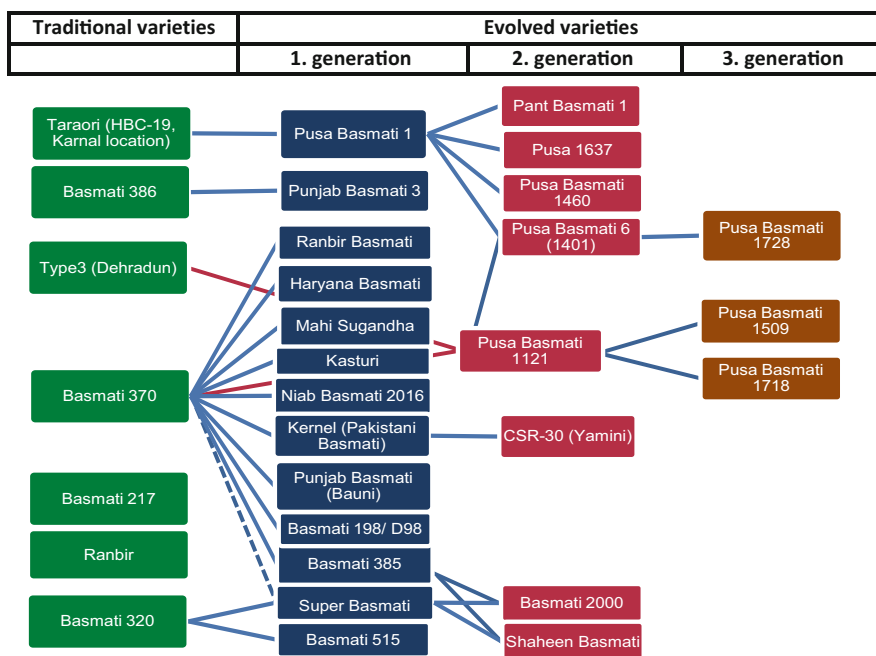 Traditional varieties
Evolved varieties
1. generation
2. generation
3. generation
Taraori (HBC-19,
Karnal location)
Basmati 386
Type3 (Dehradun)
Basmati 370
Basmati 217
Ranbir
Basmati 320
Pusa Basmati 1
Punjab Basmati 3
Ranbir Basmati
Haryana Basmati
Mahi Sugandha
Kasturi
Niab Basmati 2016
Kernel (Pakistani
Basmati)
Punjab Basmati
(Bauni)
Basmati 198/ D98
Basmati 385
Super Basmati
Basmati 515
Pant Basmati 1
Pusa 1637
Pusa Basmati
1460
Pusa Basmati 6
(1401)
Pusa Basmati
1121
CSR-30 (Yamini)
Basmati 2000
Shaheen Basmati
Pusa Basmati
1728
Pusa Basmati
1509
Pusa Basmati
1718